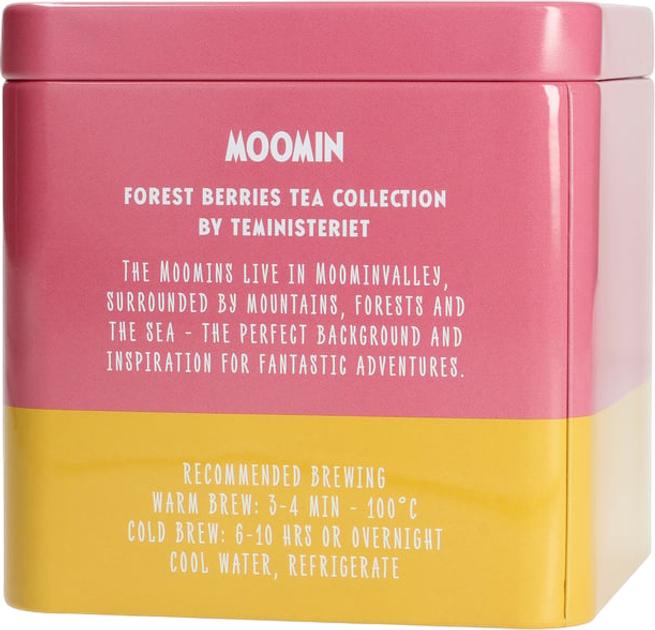 MOOMIN
FOREST BERRIES TEA COLLECTION
BY TEMINISTERIET
THE MOOMINS LIVE IN MOOMINVALLEY,
SURROUNDED BY MOUNTAINS, FORESTS AND
THE SEA - THE PERFECT BACKGROUND AND
INSPIRATION FOR FANTASTIC ADVENTURES.
RECOMMENDED BREWING
WARM BREW: 3-4 MIN - 100°C
COLD BREW: 6-10 HRS OR OVERNIGHT
COOL WATER, REFRIGERATE